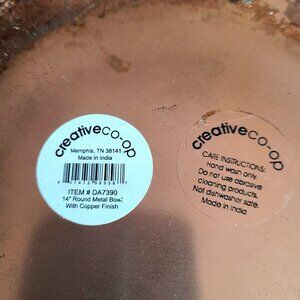 creativeco-op
Memphis, TN 38141
Made in India
ITEM # DA7390
14" Round Metal Bowl
With Copper Finish
creativeco-op
CARE INSTRUCTIONS:
Hand wash only.
Do not use abrasive
cleaning products.
Not dishwasher safe.
Made in India